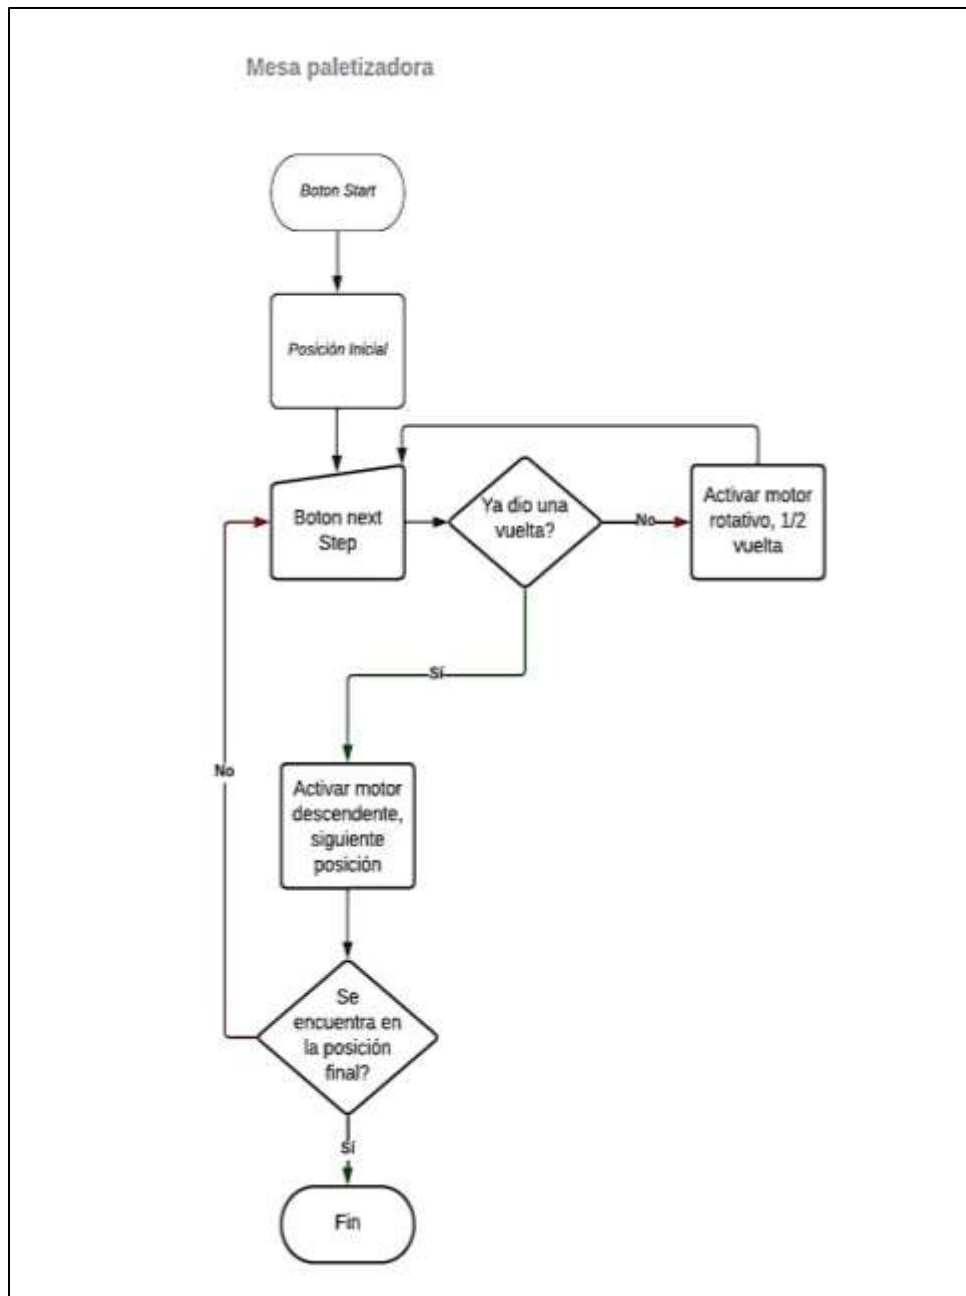 Mesa paletizadora
Boton Start
Posición Inicial
Boton next
Step
Ya dio una
vuelta?
No
Activar motor
rotativo, 1/2
vuelta
Sí
No
Activar motor
descendente,
siguiente
posición
Se
encuentra en
la posición
final?
Sí
Fin